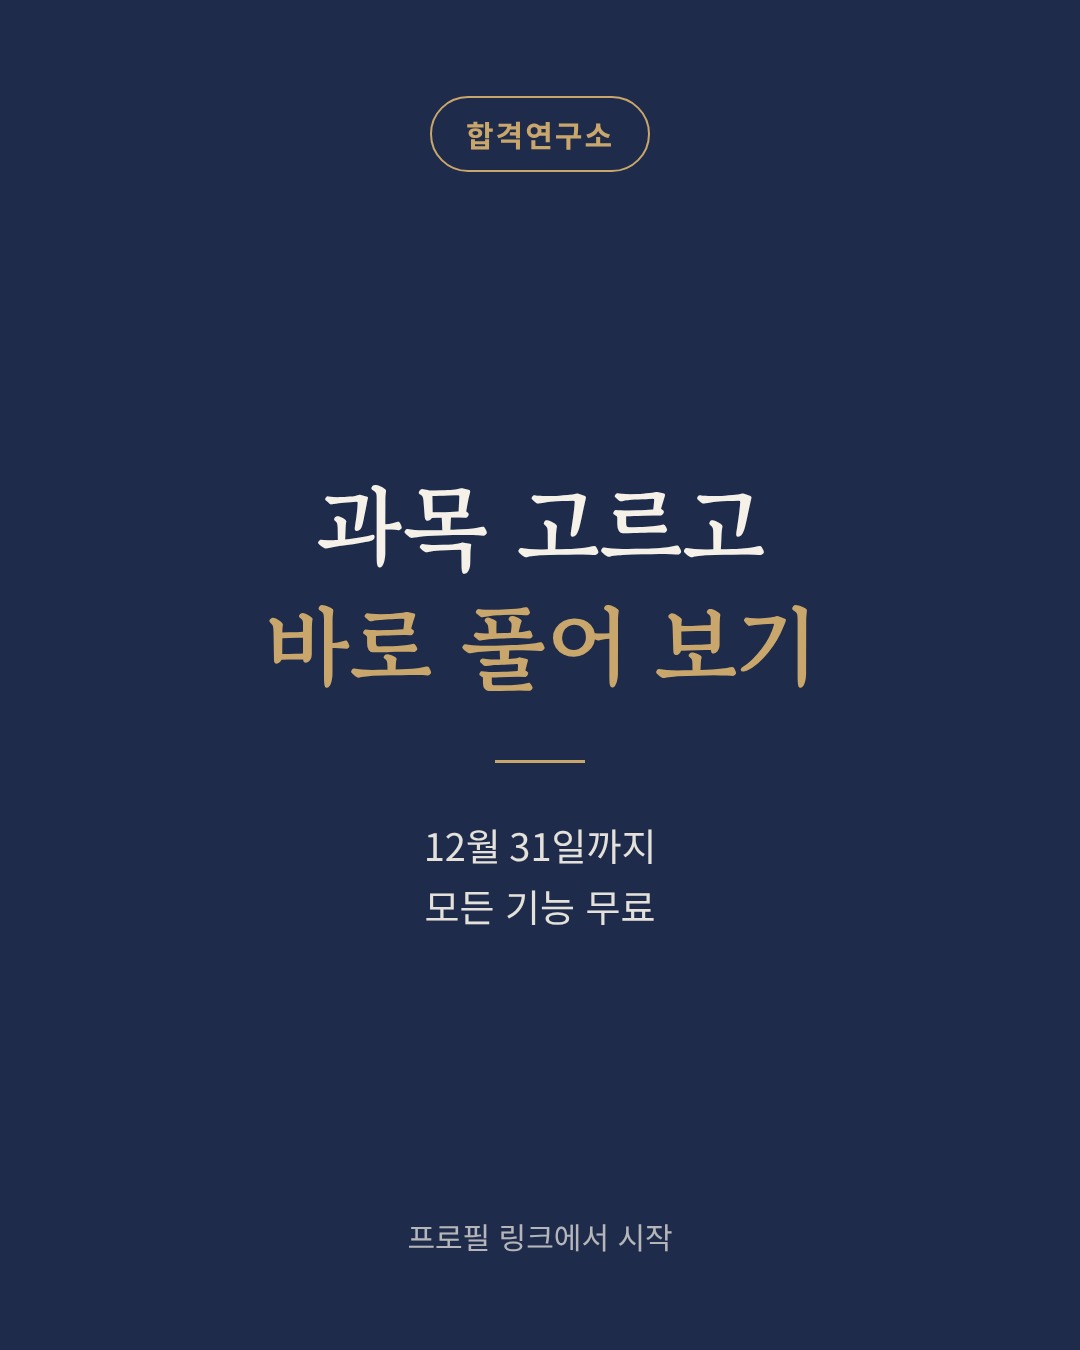 합격연구소
과목 고르고
바로 풀어 보기
12월 31일까지
모든 기능 무료
프로필 링크에서 시작